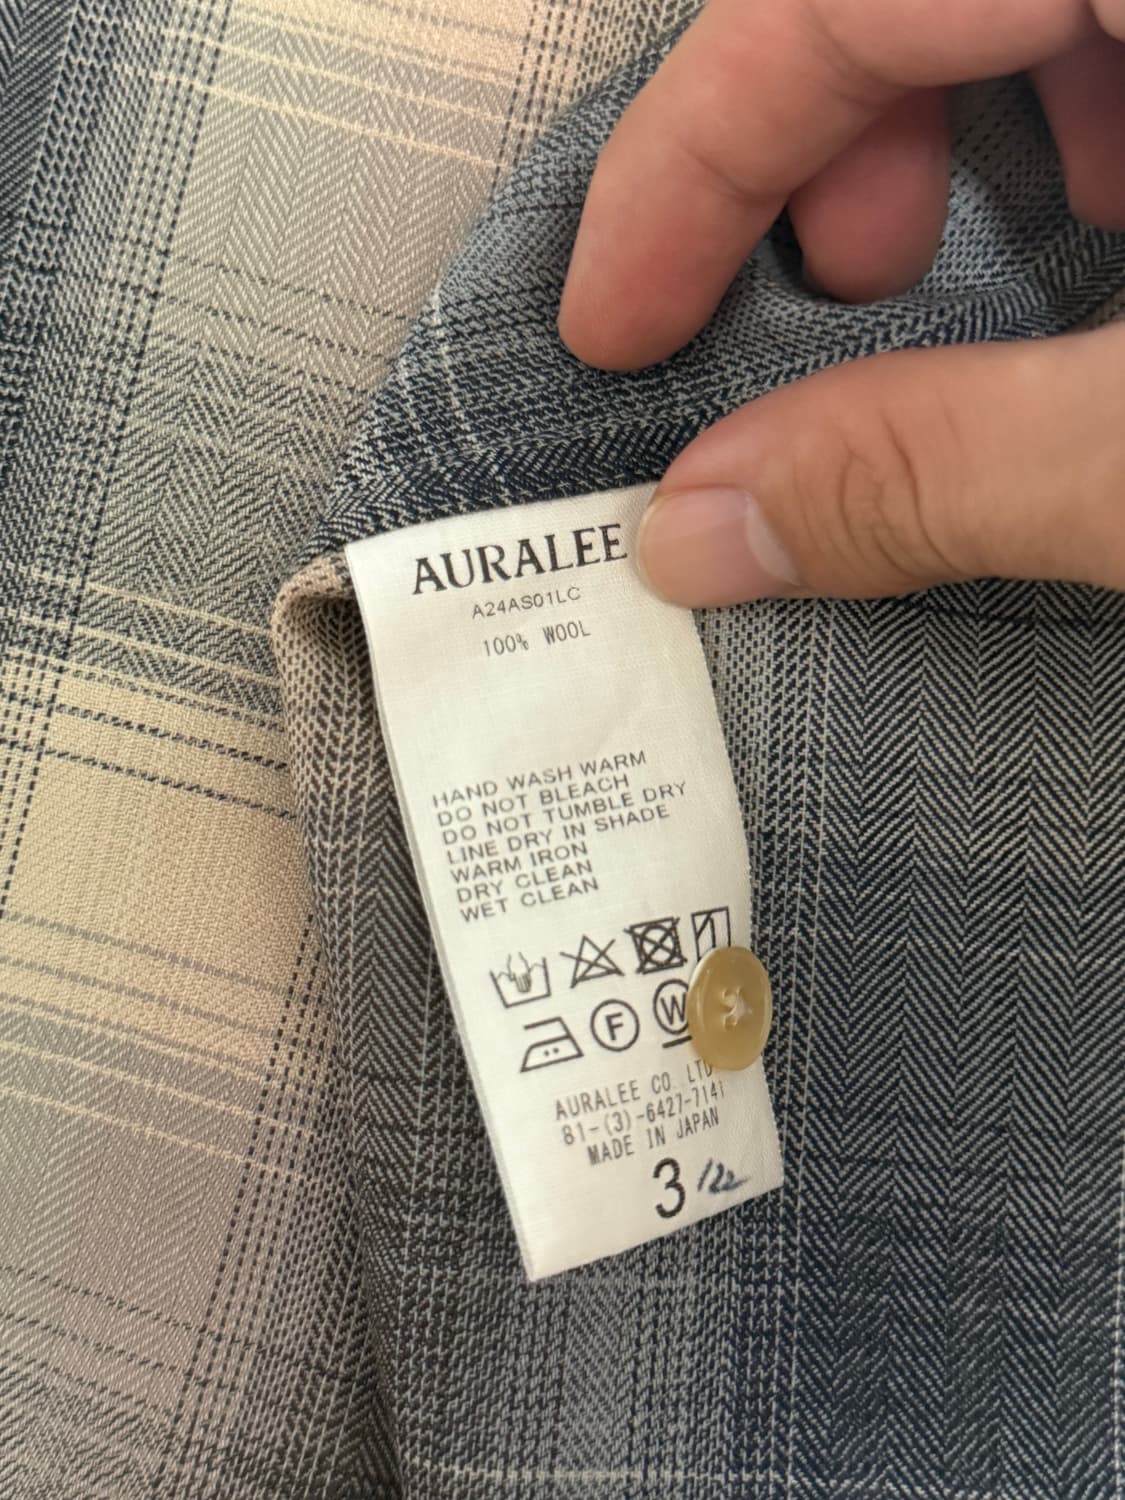 AURALEE
A24AS01LC
100% WOOL
HAND WASH WARM
DO NOT BLEACH
DO NOT TUMBLE DRY
LINE DRY IN SHADE
WARM IRON
DRY CLEAN
WET CLEAN
F
W
AURALEE CO. LTD
81-(3)-6427-7141
MADE IN JAPAN
3